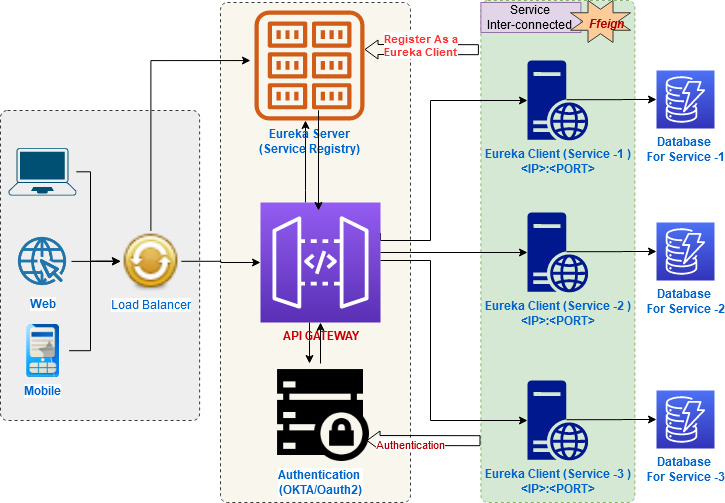 Service
Inter-connected
Ffeign
Register As a
Eureka Client
Eureka Server
(Service Registry)
Eureka Client (Service -1 )
<IP>:<PORT>
Database
For Service -1
</>
Web
Load Balancer
API GATEWAY
Eureka Client (Service -2 )
<IP>:<PORT>
Database
For Service -2
Mobile
Authentication
Authentication
(OKTA/Oauth2)
Eureka Client (Service -3 )
<IP>:<PORT>
Database
For Service -3